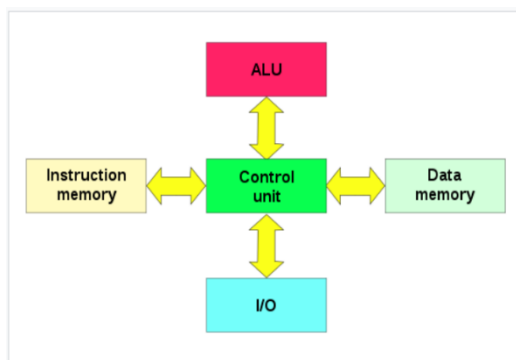 ALU
Instruction
memory
Control
unit
Data
memory
I/O